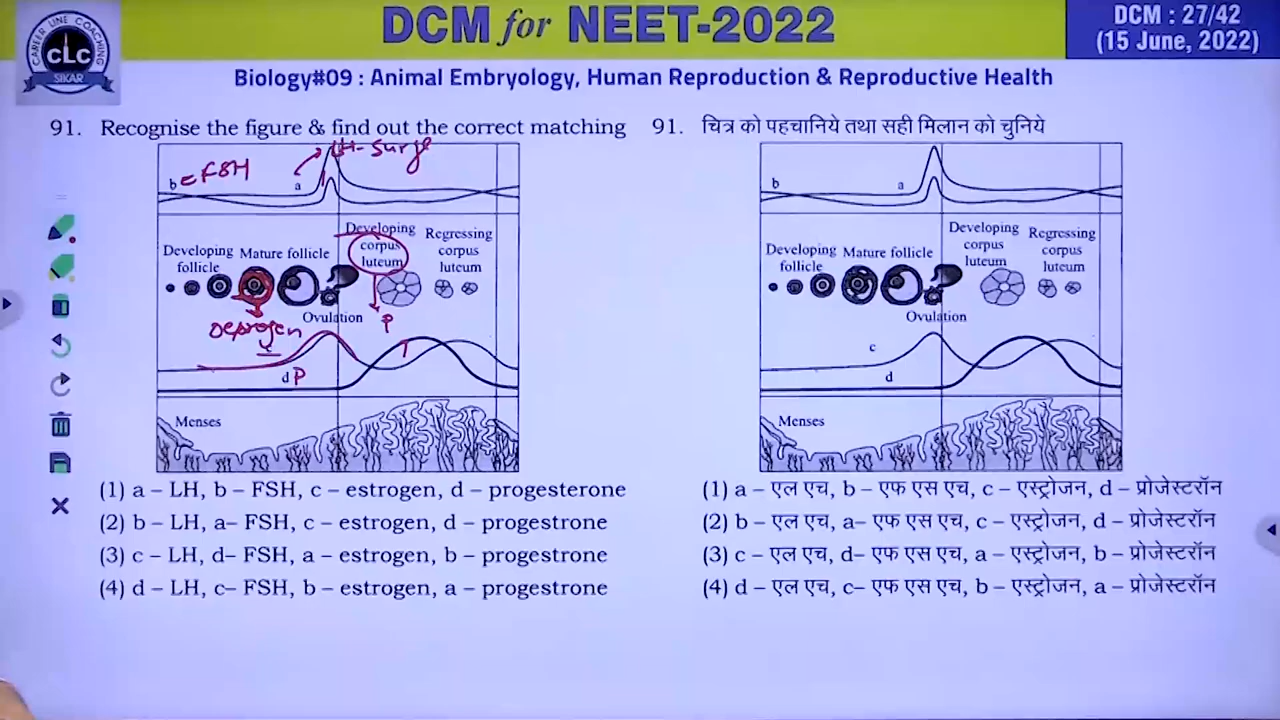 CAREER LINE COACHING
CLC
SIKAR
DCM for NEET-2022
DCM : 27/42
(15 June, 2022)
Biology#09 : Animal Embryology, Human Reproduction & Reproductive Health
91. Recognise the figure & find out the correct matching
b FSH
a LH-Surge
Developing
corpus
luteum
Regressing
corpus
luteum
Developing
follicle
Mature follicle
Ovulation
P
c
d P
Menses
(1) a – LH, b – FSH, c – estrogen, d – progesterone
(2) b – LH, a– FSH, c – estrogen, d – progestrone
(3) c – LH, d– FSH, a – estrogen, b – progestrone
(4) d – LH, c– FSH, b – estrogen, a – progestrone
91. चित्र को पहचानिये तथा सही मिलान को चुनिये
b
a
Developing
corpus
luteum
Regressing
corpus
luteum
Developing
follicle
Mature follicle
Ovulation
c
d
Menses
(1) a – एल एच, b – एफ एस एच, c – एस्ट्रोजन, d – प्रोजेस्टरॉन
(2) b – एल एच, a– एफ एस एच, c – एस्ट्रोजन, d – प्रोजेस्टरॉन
(3) c – एल एच, d– एफ एस एच, a – एस्ट्रोजन, b – प्रोजेस्टरॉन
(4) d – एल एच, c– एफ एस एच, b – एस्ट्रोजन, a – प्रोजेस्टरॉन